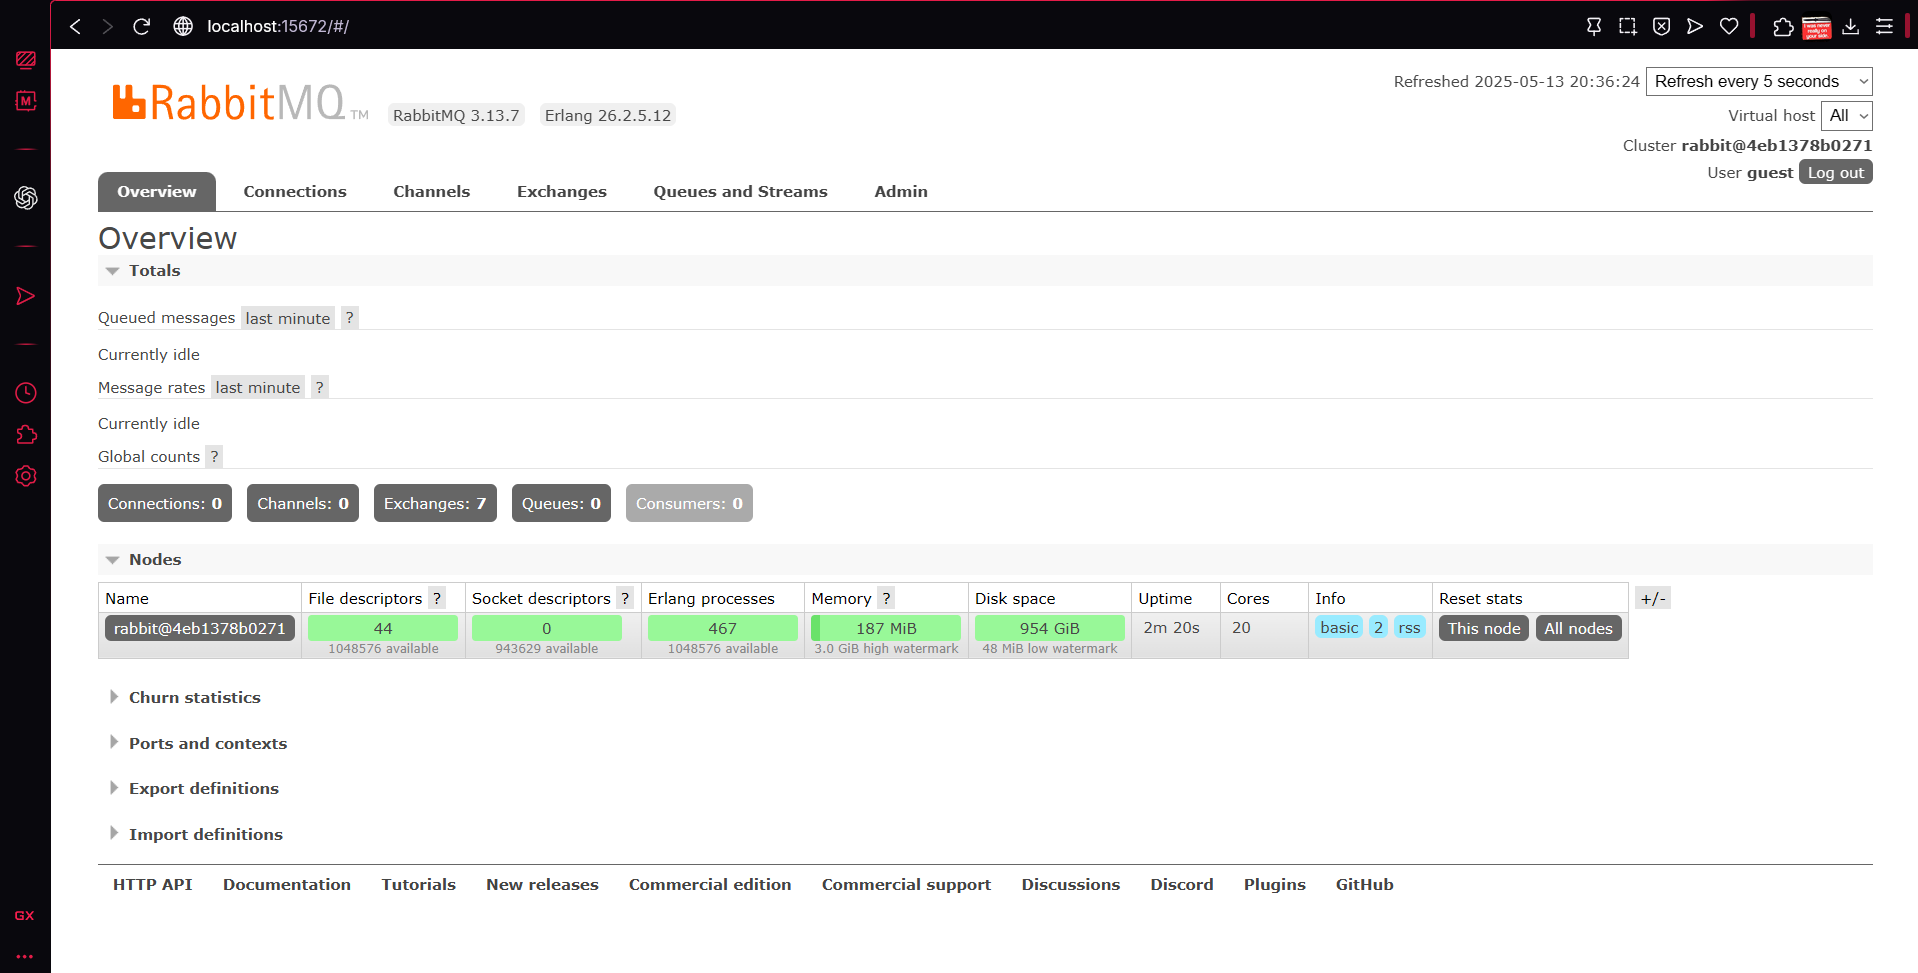 localhost:15672/#/
RabbitMQ TM RabbitMQ 3.13.7 Erlang 26.2.5.12
Refreshed 2025-05-13 20:36:24 Refresh every 5 seconds
Virtual host All
Cluster rabbit@4eb1378b0271
User guest Log out
Overview Connections Channels Exchanges Queues and Streams Admin
Overview
Totals
Queued messages last minute ?
Currently idle
Message rates last minute ?
Currently idle
Global counts ?
Connections: 0 Channels: 0 Exchanges: 7 Queues: 0 Consumers: 0
Nodes
Name File descriptors ? Socket descriptors ? Erlang processes Memory ? Disk space Uptime Cores Info Reset stats +/-
rabbit@4eb1378b0271 44 0 467 187 MiB 954 GiB 2m 20s 20 basic 2 rss This node All nodes
1048576 available 943629 available 1048576 available 3.0 GiB high watermark 48 MiB low watermark
Churn statistics
Ports and contexts
Export definitions
Import definitions
HTTP API Documentation Tutorials New releases Commercial edition Commercial support Discussions Discord Plugins GitHub
M
GX